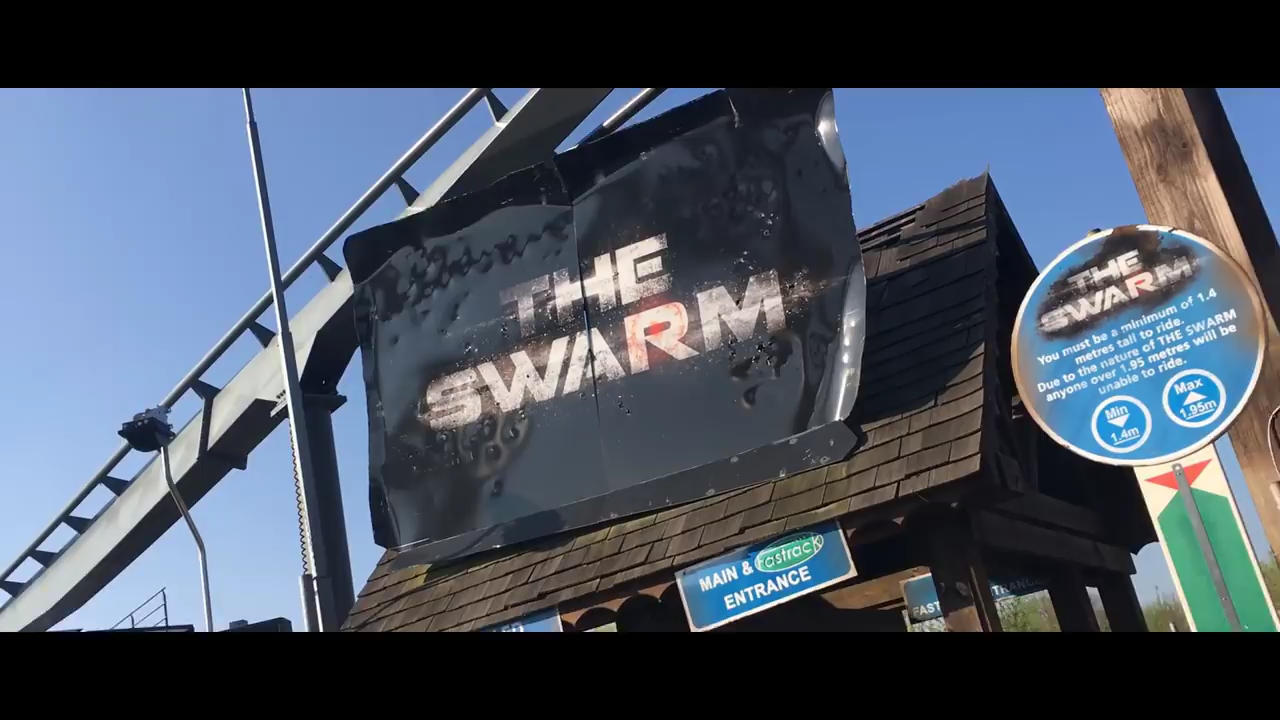 THE
SWARM
THE
SWARM
You must be a minimum of 1.4
metres tall to ride.
Due to the nature of THE SWARM
anyone over 1.95 metres will be
unable to ride.
Min
1.4m
Max
1.95m
MAIN & Fastrack
ENTRANCE